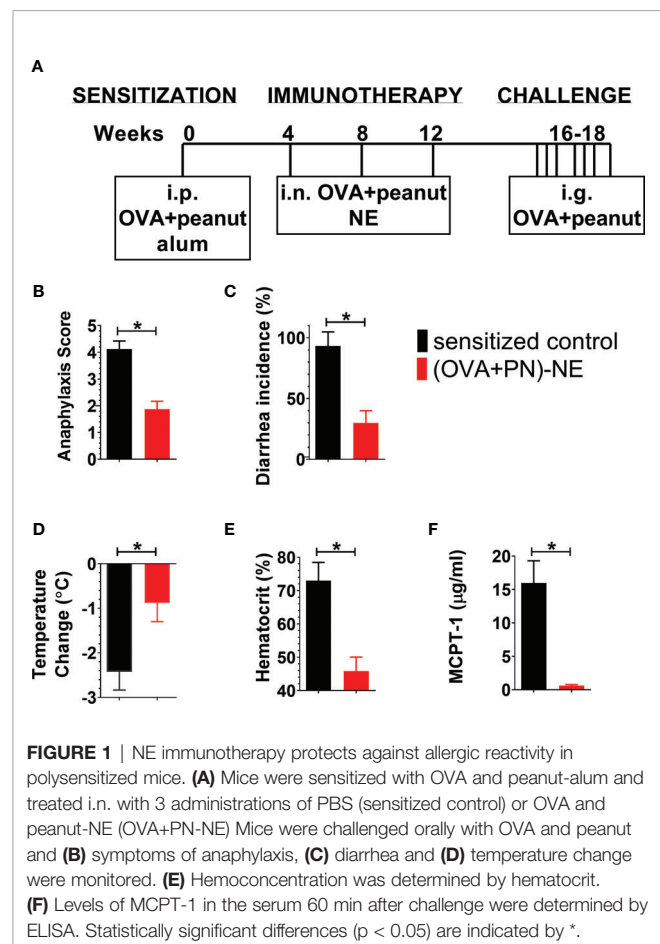 A
SENSITIZATION IMMUNOTHERAPY CHALLENGE
Weeks 0 4 8 12 16-18
i.p.
OVA+peanut
alum
i.n. OVA+peanut
NE
i.g.
OVA+peanut
B
Anaphylaxis Score
5
4
3
2
1
0
*
C
Diarrhea incidence (%)
100
50
0
*
sensitized control
(OVA+PN)-NE
D
Temperature
Change (°C)
0
-1
-2
-3
*
E
Hematocrit (%)
80
70
60
50
40
*
F
MCPT-1 (μg/ml)
20
15
10
5
0
*
FIGURE 1 | NE immunotherapy protects against allergic reactivity in
polysensitized mice. (A) Mice were sensitized with OVA and peanut-alum and
treated i.n. with 3 administrations of PBS (sensitized control) or OVA and
peanut-NE (OVA+PN-NE) Mice were challenged orally with OVA and peanut
and (B) symptoms of anaphylaxis, (C) diarrhea and (D) temperature change
were monitored. (E) Hemoconcentration was determined by hematocrit.
(F) Levels of MCPT-1 in the serum 60 min after challenge were determined by
ELISA. Statistically significant differences (p < 0.05) are indicated by *.